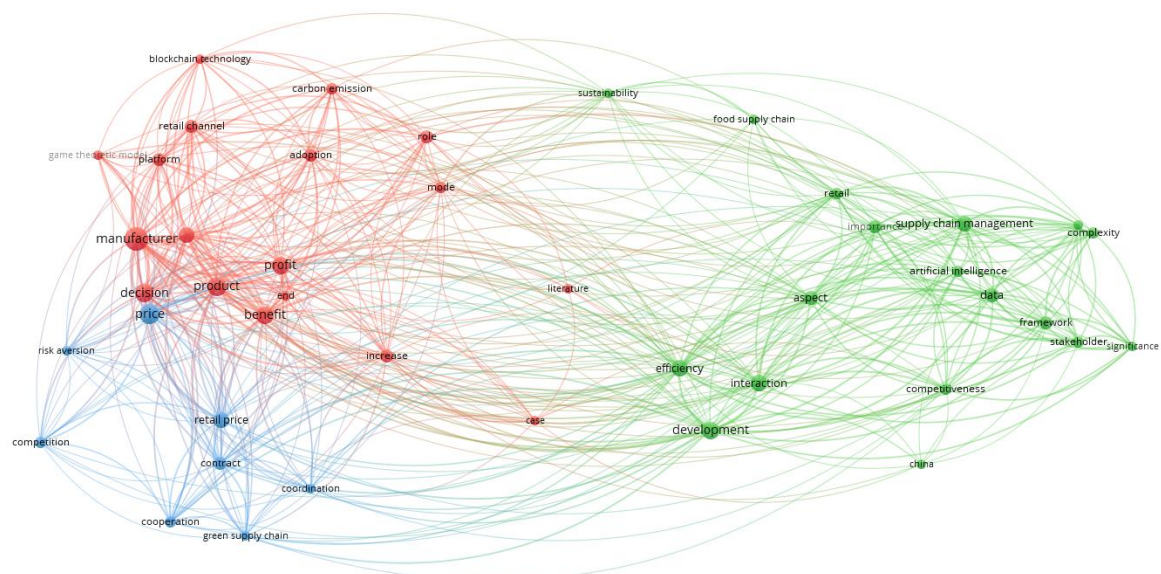 blockchain technology
carbon emission
sustainability
food supply chain
retail channel
role
game theoretic model
platform
adoption
mode
retail
importance
supply chain management
complexity
manufacturer
profit
artificial intelligence
decision
product
end
literature
aspect
data
price
benefit
framework
stakeholder
significance
risk aversion
increase
efficiency
interaction
competitiveness
retail price
case
development
competition
contract
china
coordination
cooperation
green supply chain